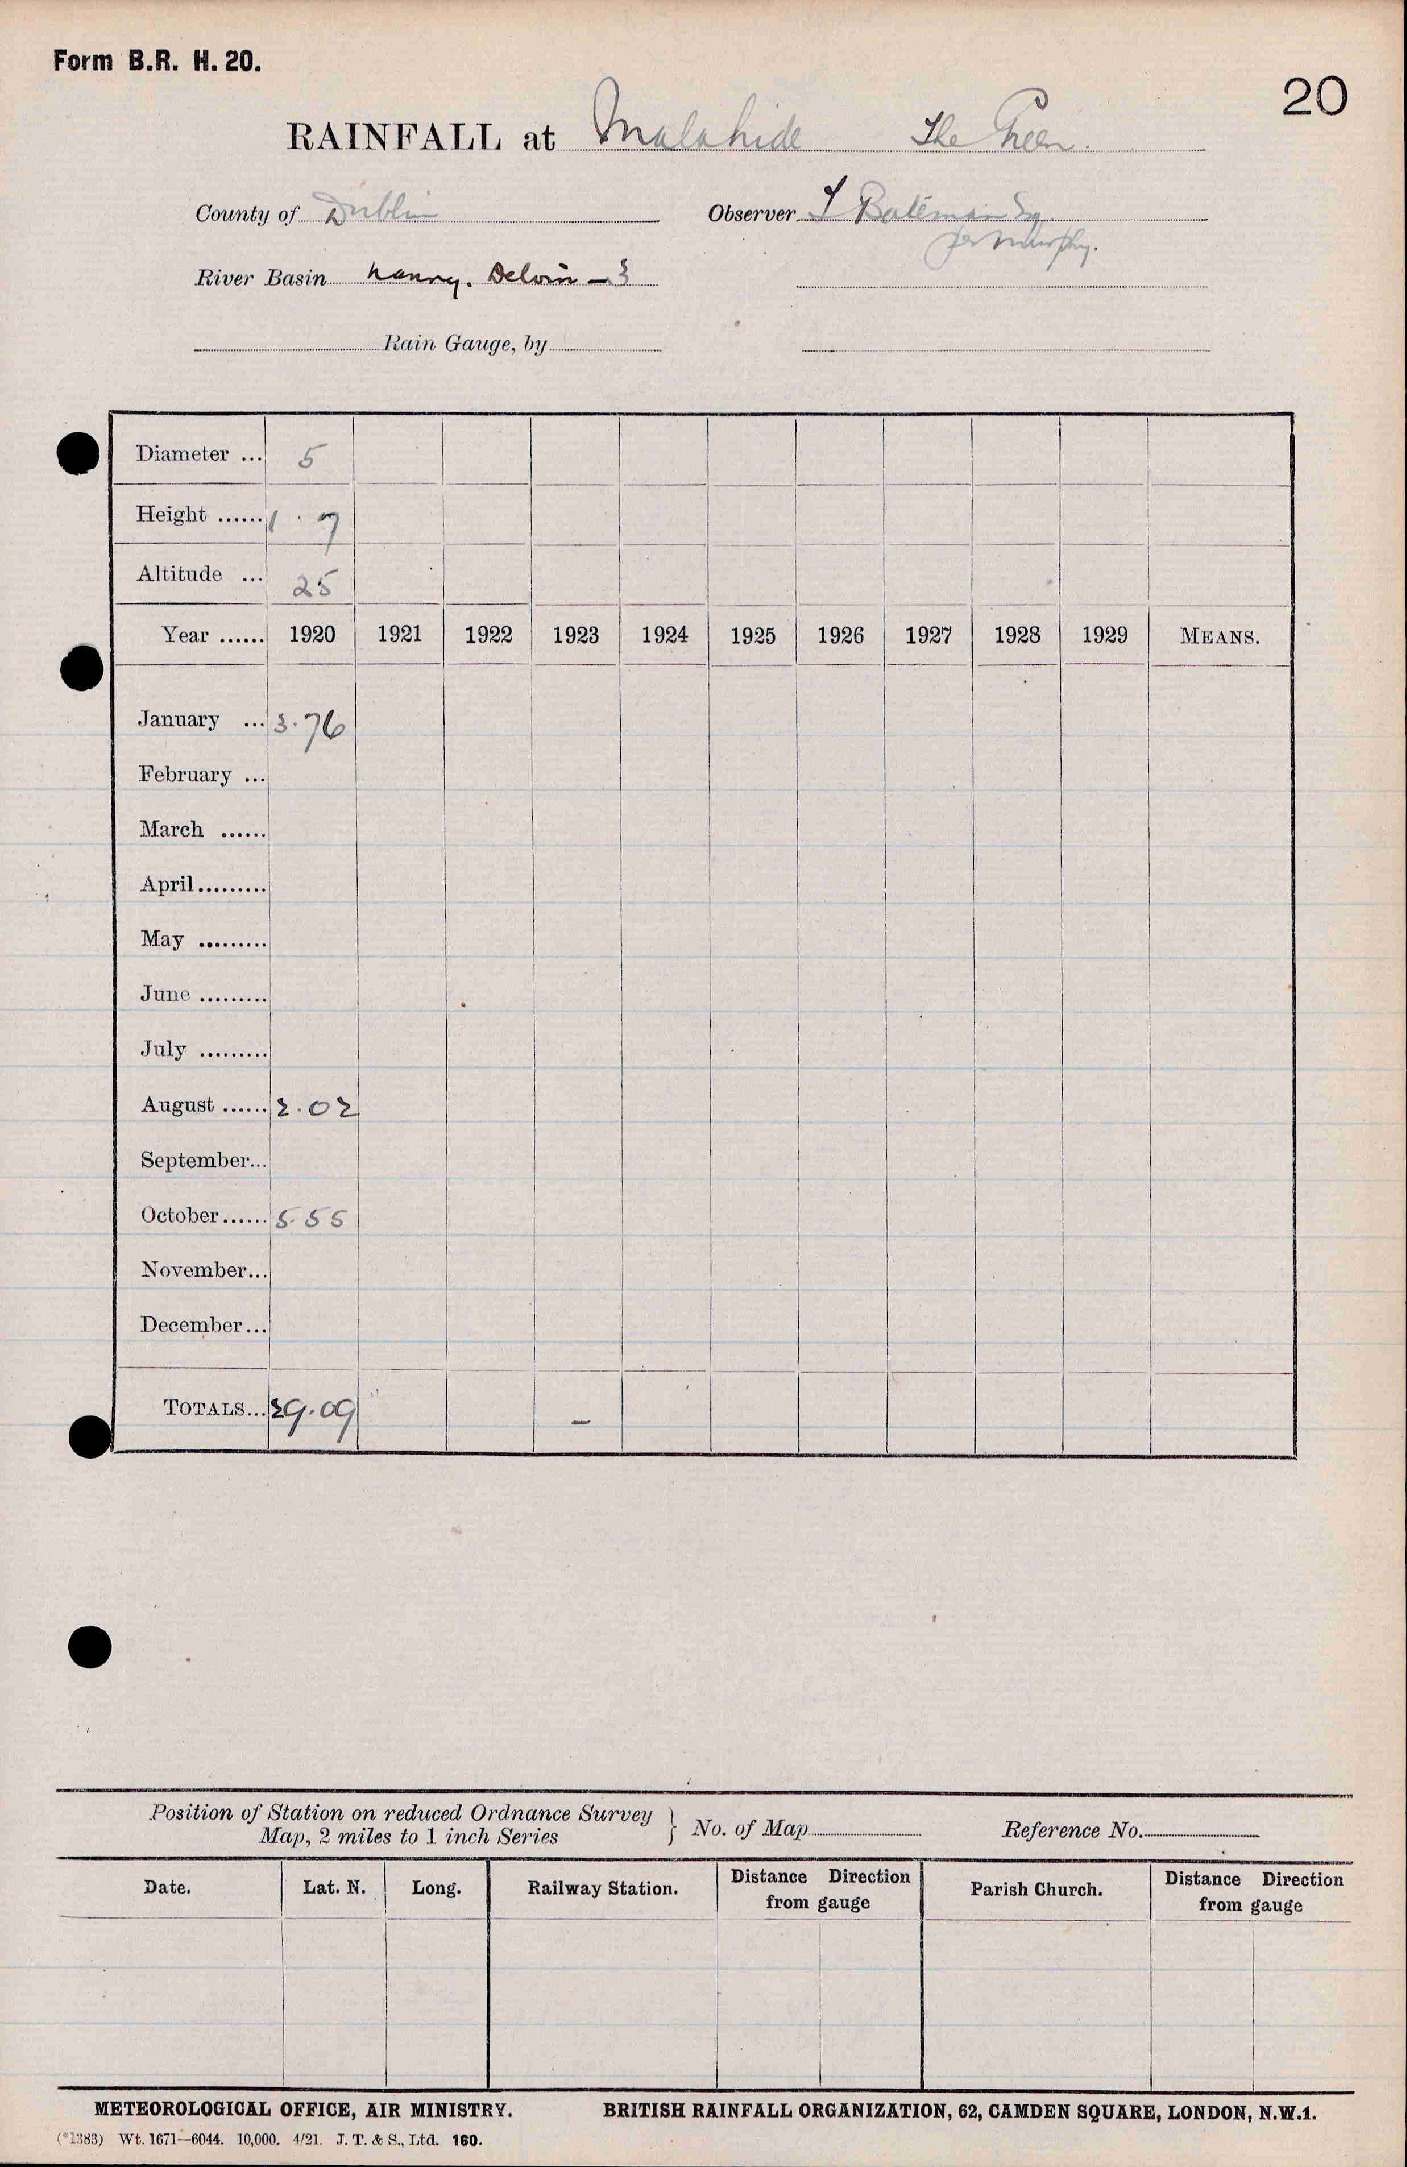 Form B.R. H. 20.
20
RAINFALL at Malahide The Green.
County of Dublin
Observer T Bateman Esq.
per Murphy.
River Basin Nanny. Delvin – 3
Rain Gauge, by
Diameter ... 5
Height ...... 1 . 7
Altitude ... 25
Year ...... 1920 1921 1922 1923 1924 1925 1926 1927 1928 1929 MEANS.
January ... 3.76
February ...
March ......
April.........
May .........
June .........
July .........
August ...... 2.02
September...
October...... 5.55
November...
December...
TOTALS... 29.09 –
Position of Station on reduced Ordnance Survey
Map, 2 miles to 1 inch Series } No. of Map Reference No.
Date. Lat. N. Long. Railway Station. Distance Direction from gauge Parish Church. Distance Direction from gauge
METEOROLOGICAL OFFICE, AIR MINISTRY. BRITISH RAINFALL ORGANIZATION, 62, CAMDEN SQUARE, LONDON, N.W.1.
(*1383) Wt. 1671—6044. 10,000. 4/21. J. T. & S., Ltd. 160.